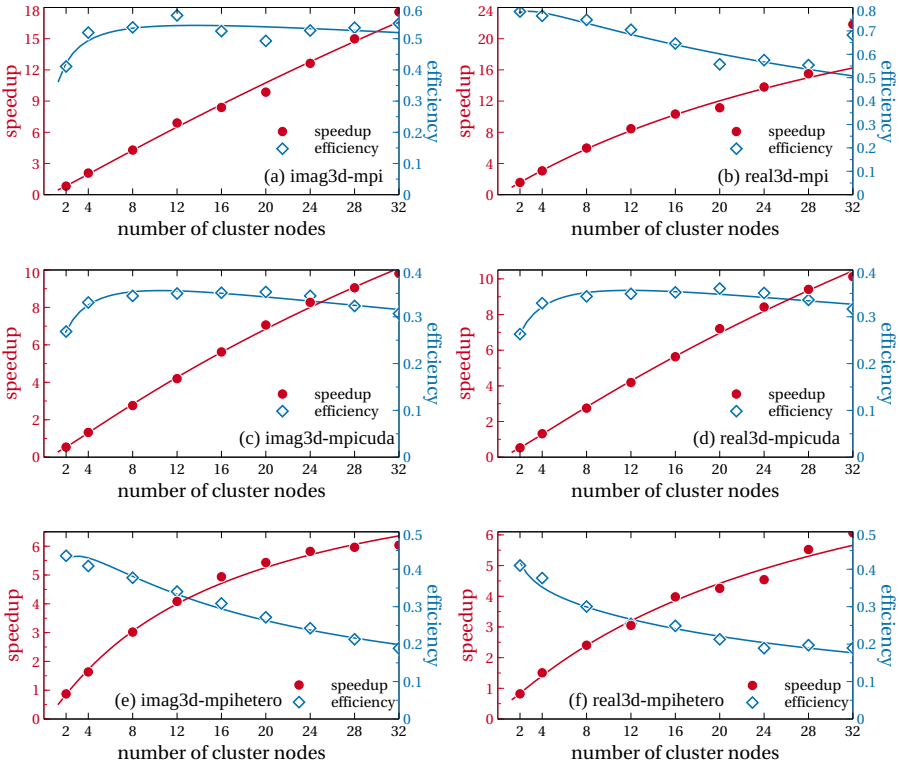 18
15
12
9
6
3
0
speedup
0.6
0.5
0.4
0.3
0.2
0.1
0
efficiency
speedup
efficiency
(a) imag3d-mpi
2 4 8 12 16 20 24 28 32
number of cluster nodes
24
20
16
12
8
4
0
speedup
0.8
0.7
0.6
0.5
0.4
0.3
0.2
0.1
0
efficiency
speedup
efficiency
(b) real3d-mpi
2 4 8 12 16 20 24 28 32
number of cluster nodes
10
8
6
4
2
0
speedup
0.4
0.3
0.2
0.1
0
efficiency
speedup
efficiency
(c) imag3d-mpicuda
2 4 8 12 16 20 24 28 32
number of cluster nodes
10
8
6
4
2
0
speedup
0.4
0.3
0.2
0.1
0
efficiency
speedup
efficiency
(d) real3d-mpicuda
2 4 8 12 16 20 24 28 32
number of cluster nodes
6
5
4
3
2
1
0
speedup
0.5
0.4
0.3
0.2
0.1
0
efficiency
speedup
efficiency
(e) imag3d-mpihetero
2 4 8 12 16 20 24 28 32
number of cluster nodes
6
5
4
3
2
1
0
speedup
0.5
0.4
0.3
0.2
0.1
0
efficiency
speedup
efficiency
(f) real3d-mpihetero
2 4 8 12 16 20 24 28 32
number of cluster nodes